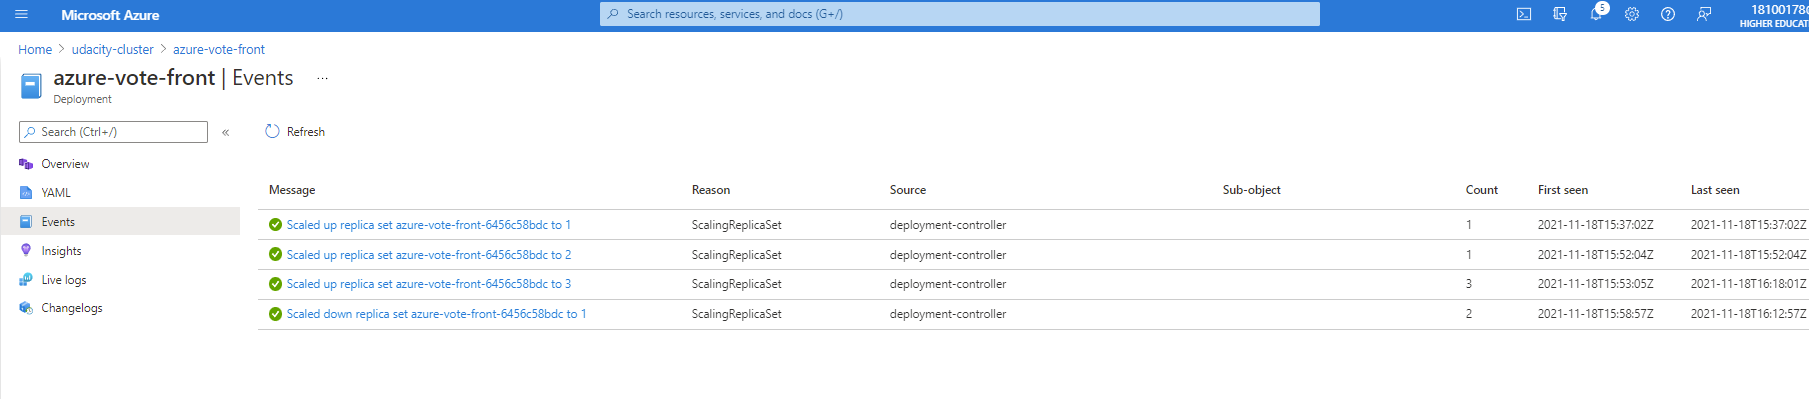 Microsoft Azure
Search resources, services, and docs (G+/)
5
18100178
HIGHER EDUCAT
Home > udacity-cluster > azure-vote-front
azure-vote-front | Events ...
Deployment
Search (Ctrl+/) «
Refresh
Overview
YAML
Events
Insights
Live logs
Changelogs
Message Reason Source Sub-object Count First seen Last seen
Scaled up replica set azure-vote-front-6456c58bdc to 1 ScalingReplicaSet deployment-controller 1 2021-11-18T15:37:02Z 2021-11-18T15:37:02Z
Scaled up replica set azure-vote-front-6456c58bdc to 2 ScalingReplicaSet deployment-controller 1 2021-11-18T15:52:04Z 2021-11-18T15:52:04Z
Scaled up replica set azure-vote-front-6456c58bdc to 3 ScalingReplicaSet deployment-controller 3 2021-11-18T15:53:05Z 2021-11-18T16:18:01Z
Scaled down replica set azure-vote-front-6456c58bdc to 1 ScalingReplicaSet deployment-controller 2 2021-11-18T15:58:57Z 2021-11-18T16:12:57Z